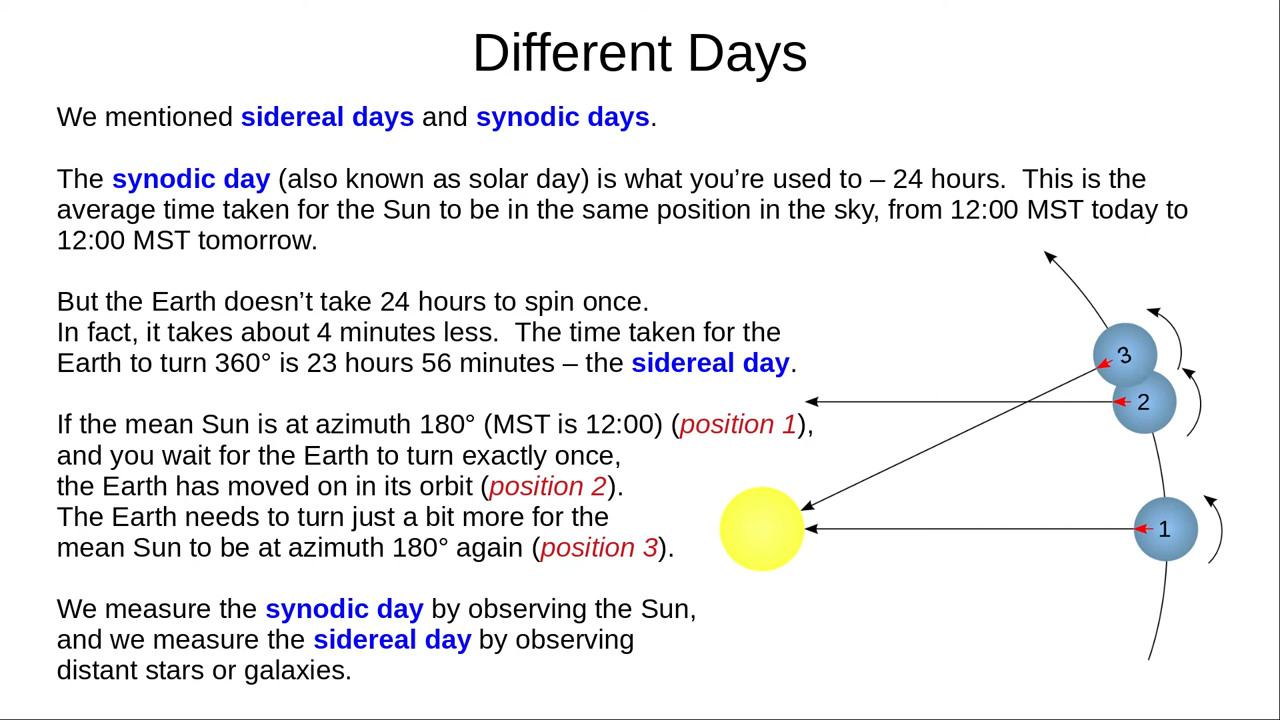 Different Days
We mentioned sidereal days and synodic days.
The synodic day (also known as solar day) is what you’re used to – 24 hours.  This is the
average time taken for the Sun to be in the same position in the sky, from 12:00 MST today to
12:00 MST tomorrow.
But the Earth doesn’t take 24 hours to spin once.
In fact, it takes about 4 minutes less.  The time taken for the
Earth to turn 360° is 23 hours 56 minutes – the sidereal day.
If the mean Sun is at azimuth 180° (MST is 12:00) (position 1),
and you wait for the Earth to turn exactly once,
the Earth has moved on in its orbit (position 2).
The Earth needs to turn just a bit more for the
mean Sun to be at azimuth 180° again (position 3).
We measure the synodic day by observing the Sun,
and we measure the sidereal day by observing
distant stars or galaxies.
3
2
1